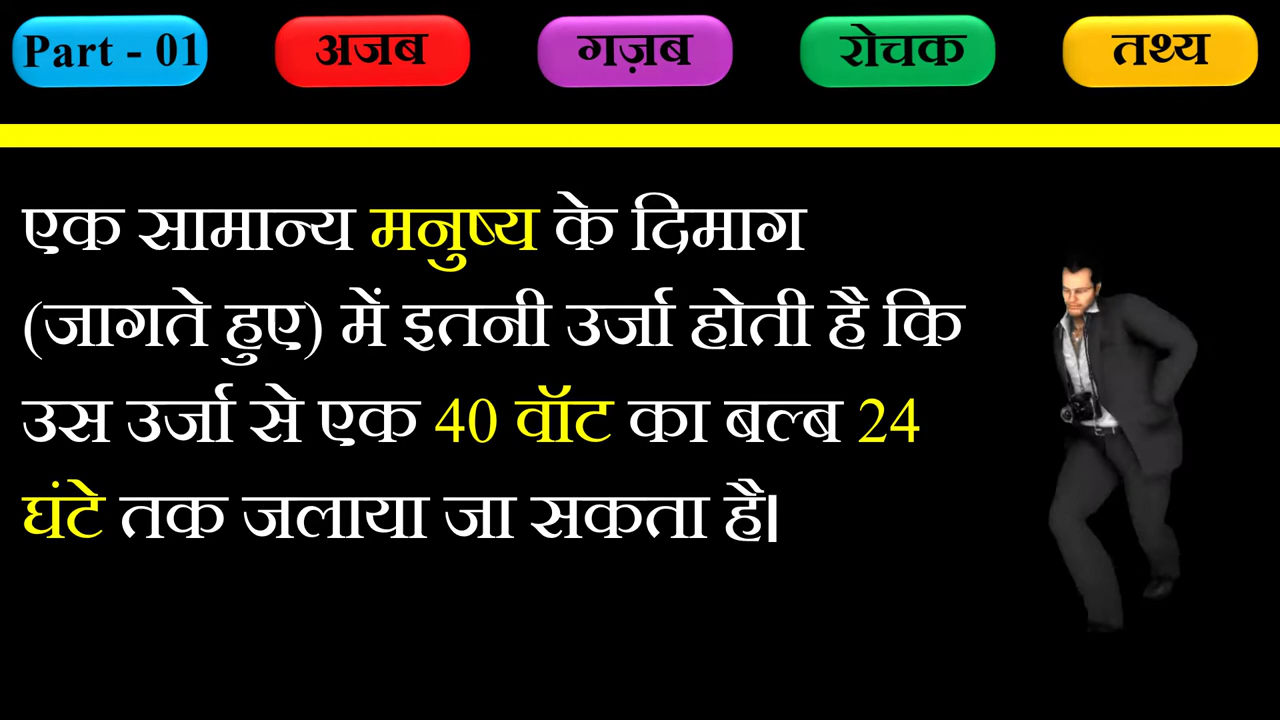 Part - 01 अजब गज़ब रोचक तथ्य
एक सामान्य मनुष्य के दिमाग
(जागते हुए) में इतनी उर्जा होती है कि
उस उर्जा से एक 40 वॉट का बल्ब 24
घंटे तक जलाया जा सकता है|